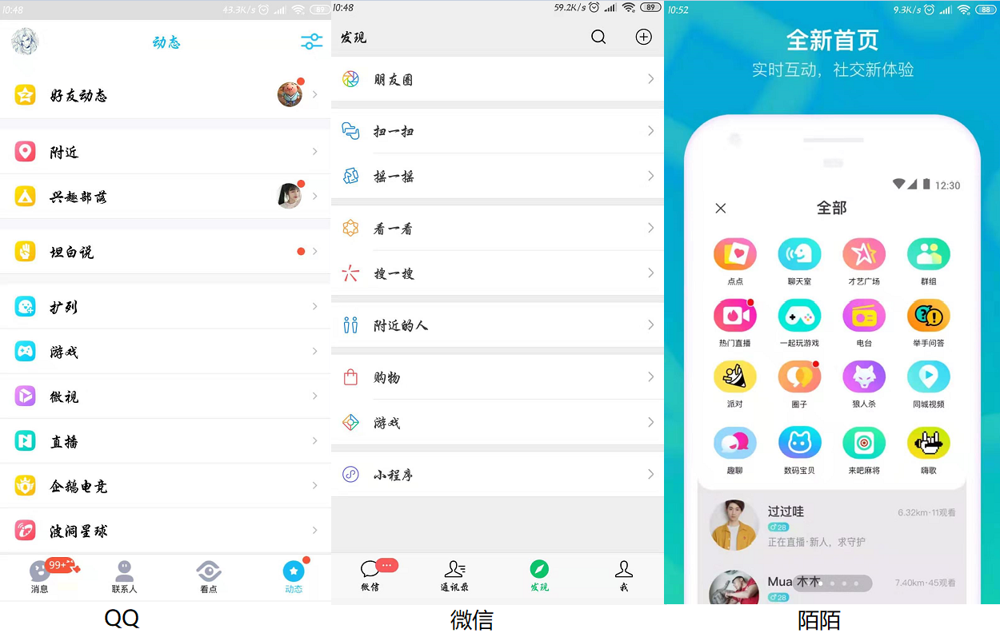 10:48
43.3K/s
89
动态
好友动态
附近
兴趣部落
坦白说
扩列
游戏
微视
直播
企鹅电竞
波洞星球
99+
消息
联系人
看点
动态
QQ
10:48
59.2K/s
89
发现
朋友圈
扫一扫
摇一摇
看一看
搜一搜
附近的人
购物
游戏
小程序
微信
通讯录
发现
我
微信
10:52
9.3K/s
88
全新首页
实时互动，社交新体验
12:30
全部
点点 聊天室 才艺广场 群组
热门直播 一起玩游戏 电台 举手问答
派对 圈子 狼人杀 同城视频
趣聊 数码宝贝 来吧麻将 嗨歌
过过哇 6.32km·11观看
♂28
正在直播·新人，求守护
Mua 木木 7.40km·45观看
♂28
陌陌